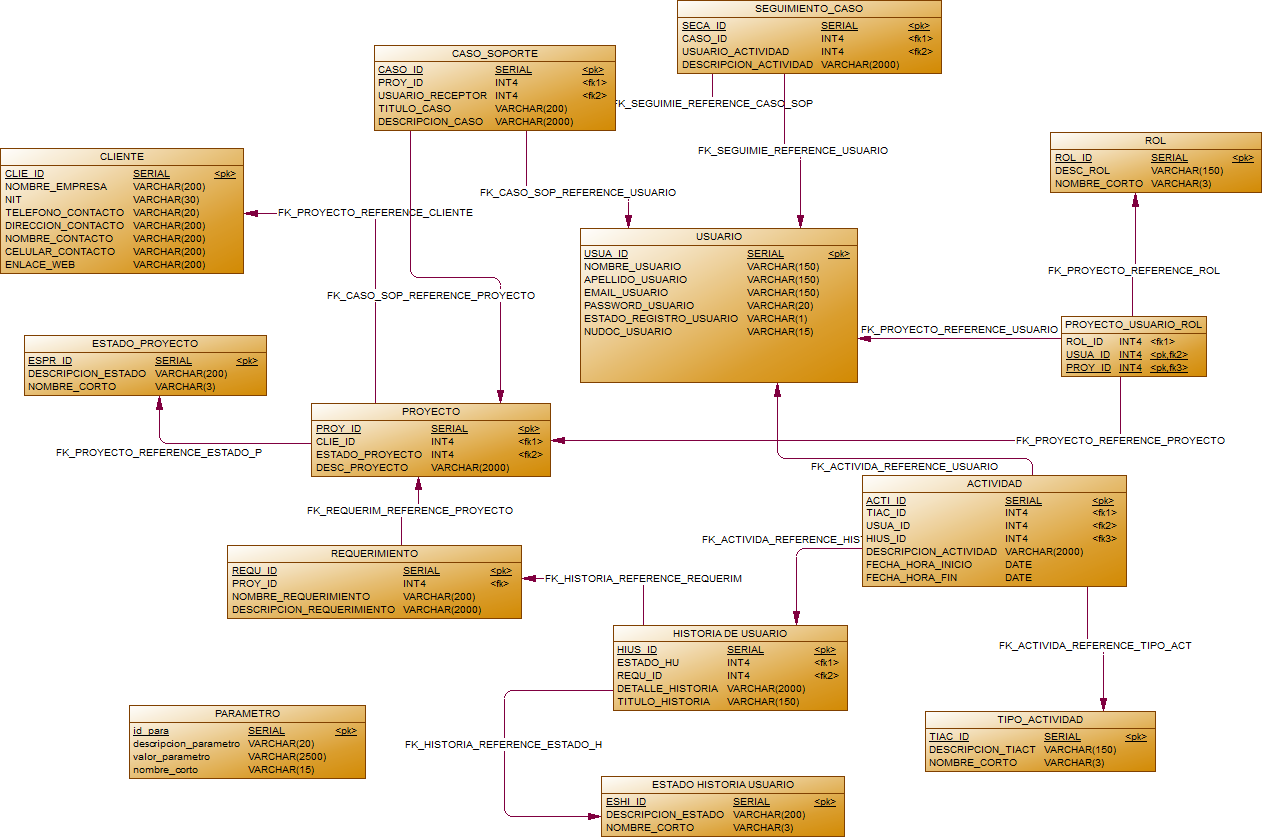 SEGUIMIENTO_CASO
SECA_ID SERIAL <pk>
CASO_ID INT4 <fk1>
USUARIO_ACTIVIDAD INT4 <fk2>
DESCRIPCION_ACTIVIDAD VARCHAR(2000)
CASO_SOPORTE
CASO_ID SERIAL <pk>
PROY_ID INT4 <fk1>
USUARIO_RECEPTOR INT4 <fk2>
TITULO_CASO VARCHAR(200)
DESCRIPCION_CASO VARCHAR(2000)
FK_SEGUIMIE_REFERENCE_CASO_SOP
FK_SEGUIMIE_REFERENCE_USUARIO
ROL
ROL_ID SERIAL <pk>
DESC_ROL VARCHAR(150)
NOMBRE_CORTO VARCHAR(3)
CLIENTE
CLIE_ID SERIAL <pk>
NOMBRE_EMPRESA VARCHAR(200)
NIT VARCHAR(30)
TELEFONO_CONTACTO VARCHAR(20)
DIRECCION_CONTACTO VARCHAR(200)
NOMBRE_CONTACTO VARCHAR(200)
CELULAR_CONTACTO VARCHAR(200)
ENLACE_WEB VARCHAR(200)
FK_CASO_SOP_REFERENCE_USUARIO
FK_PROYECTO_REFERENCE_CLIENTE
USUARIO
USUA_ID SERIAL <pk>
NOMBRE_USUARIO VARCHAR(150)
APELLIDO_USUARIO VARCHAR(150)
EMAIL_USUARIO VARCHAR(150)
PASSWORD_USUARIO VARCHAR(20)
ESTADO_REGISTRO_USUARIO VARCHAR(1)
NUDOC_USUARIO VARCHAR(15)
FK_PROYECTO_REFERENCE_ROL
FK_CASO_SOP_REFERENCE_PROYECTO
FK_PROYECTO_REFERENCE_USUARIO
PROYECTO_USUARIO_ROL
ROL_ID INT4 <fk1>
USUA_ID INT4 <pk,fk2>
PROY_ID INT4 <pk,fk3>
ESTADO_PROYECTO
ESPR_ID SERIAL <pk>
DESCRIPCION_ESTADO VARCHAR(200)
NOMBRE_CORTO VARCHAR(3)
PROYECTO
PROY_ID SERIAL <pk>
CLIE_ID INT4 <fk1>
ESTADO_PROYECTO INT4 <fk2>
DESC_PROYECTO VARCHAR(2000)
FK_PROYECTO_REFERENCE_PROYECTO
FK_PROYECTO_REFERENCE_ESTADO_P
FK_ACTIVIDA_REFERENCE_USUARIO
ACTIVIDAD
ACTI_ID SERIAL <pk>
TIAC_ID INT4 <fk1>
USUA_ID INT4 <fk2>
HIUS_ID INT4 <fk3>
DESCRIPCION_ACTIVIDAD VARCHAR(2000)
FECHA_HORA_INICIO DATE
FECHA_HORA_FIN DATE
FK_REQUERIM_REFERENCE_PROYECTO
FK_ACTIVIDA_REFERENCE_HIST
REQUERIMIENTO
REQU_ID SERIAL <pk>
PROY_ID INT4 <fk>
NOMBRE_REQUERIMIENTO VARCHAR(200)
DESCRIPCION_REQUERIMIENTO VARCHAR(2000)
FK_HISTORIA_REFERENCE_REQUERIM
HISTORIA DE USUARIO
HIUS_ID SERIAL <pk>
ESTADO_HU INT4 <fk1>
REQU_ID INT4 <fk2>
DETALLE_HISTORIA VARCHAR(2000)
TITULO_HISTORIA VARCHAR(150)
FK_ACTIVIDA_REFERENCE_TIPO_ACT
PARAMETRO
id_para SERIAL <pk>
descripcion_parametro VARCHAR(20)
valor_parametro VARCHAR(2500)
nombre_corto VARCHAR(15)
FK_HISTORIA_REFERENCE_ESTADO_H
TIPO_ACTIVIDAD
TIAC_ID SERIAL <pk>
DESCRIPCION_TIACT VARCHAR(150)
NOMBRE_CORTO VARCHAR(3)
ESTADO HISTORIA USUARIO
ESHI_ID SERIAL <pk>
DESCRIPCION_ESTADO VARCHAR(200)
NOMBRE_CORTO VARCHAR(3)